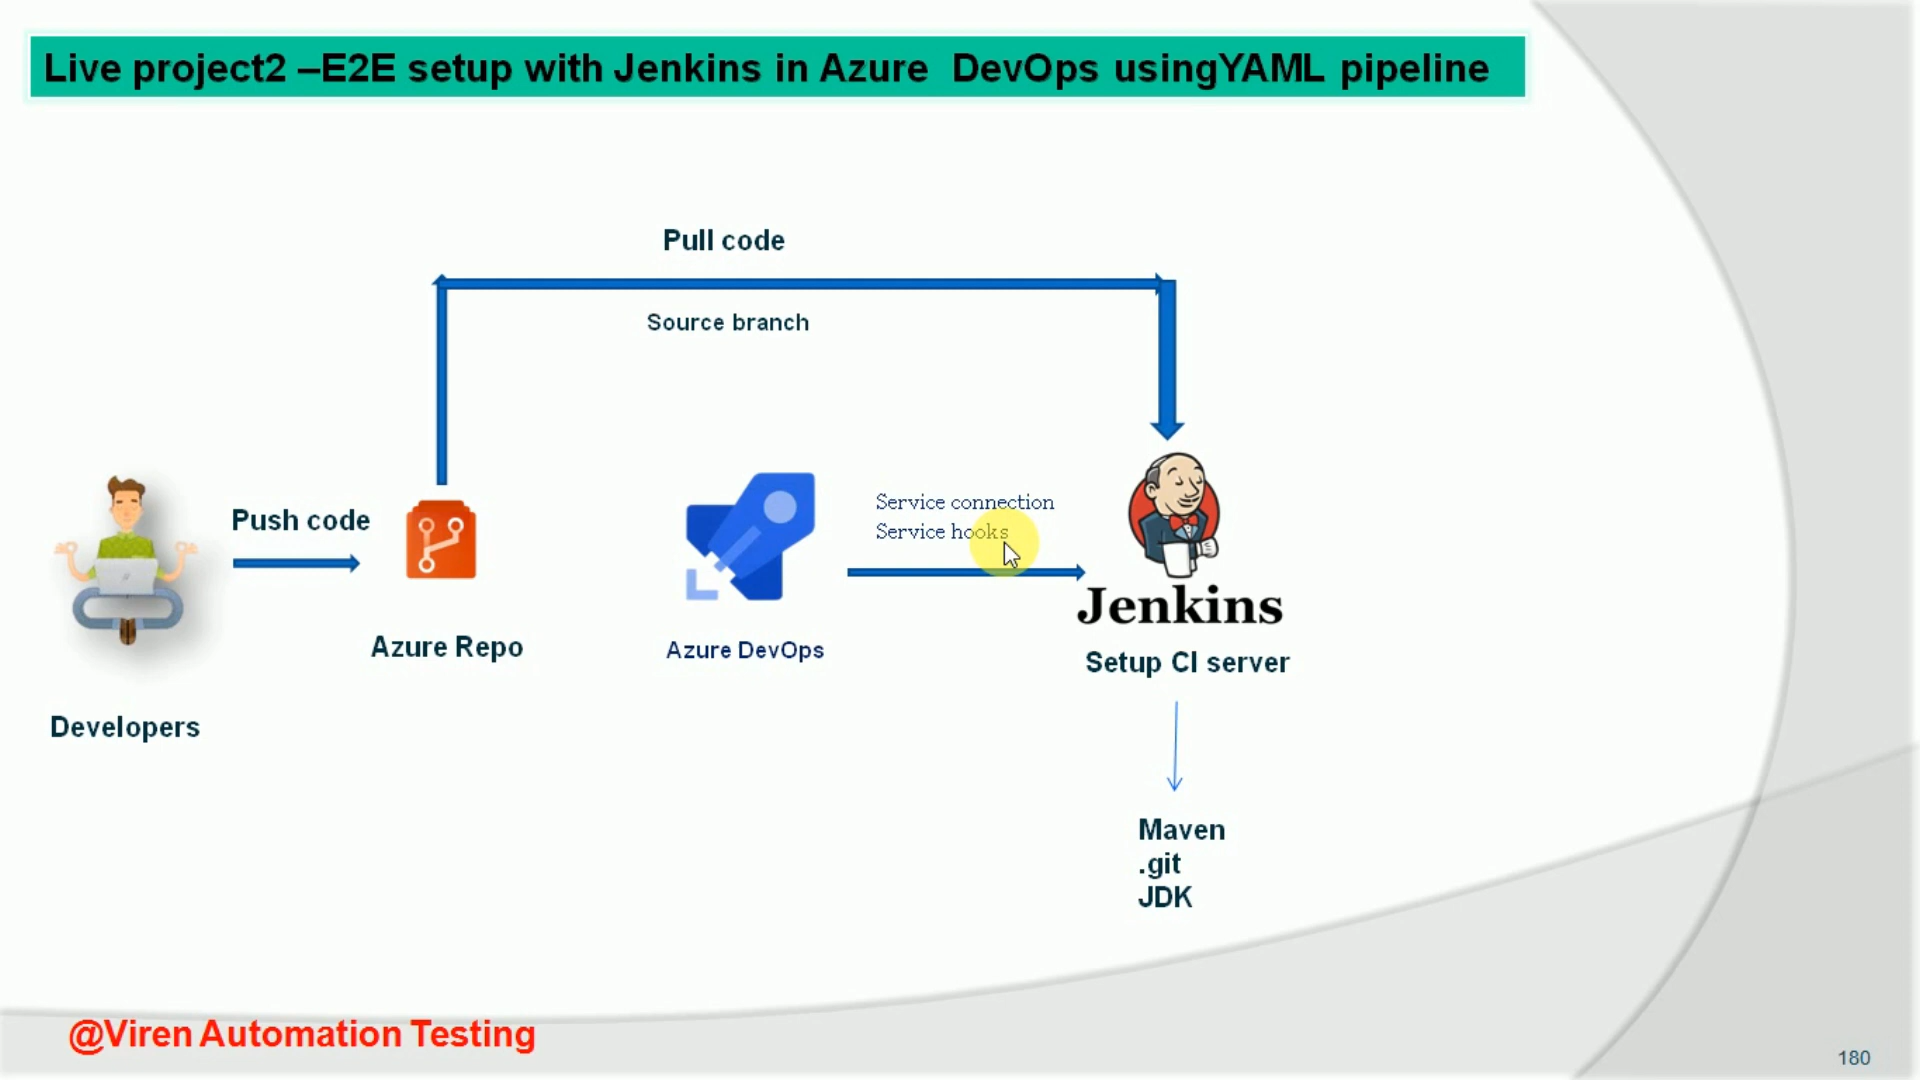 Live project2 –E2E setup with Jenkins in Azure DevOps usingYAML pipeline
Pull code
Source branch
Push code
Service connection
Service hooks
Jenkins
Azure Repo
Azure DevOps
Setup CI server
Developers
Maven
.git
JDK
@Viren Automation Testing
180